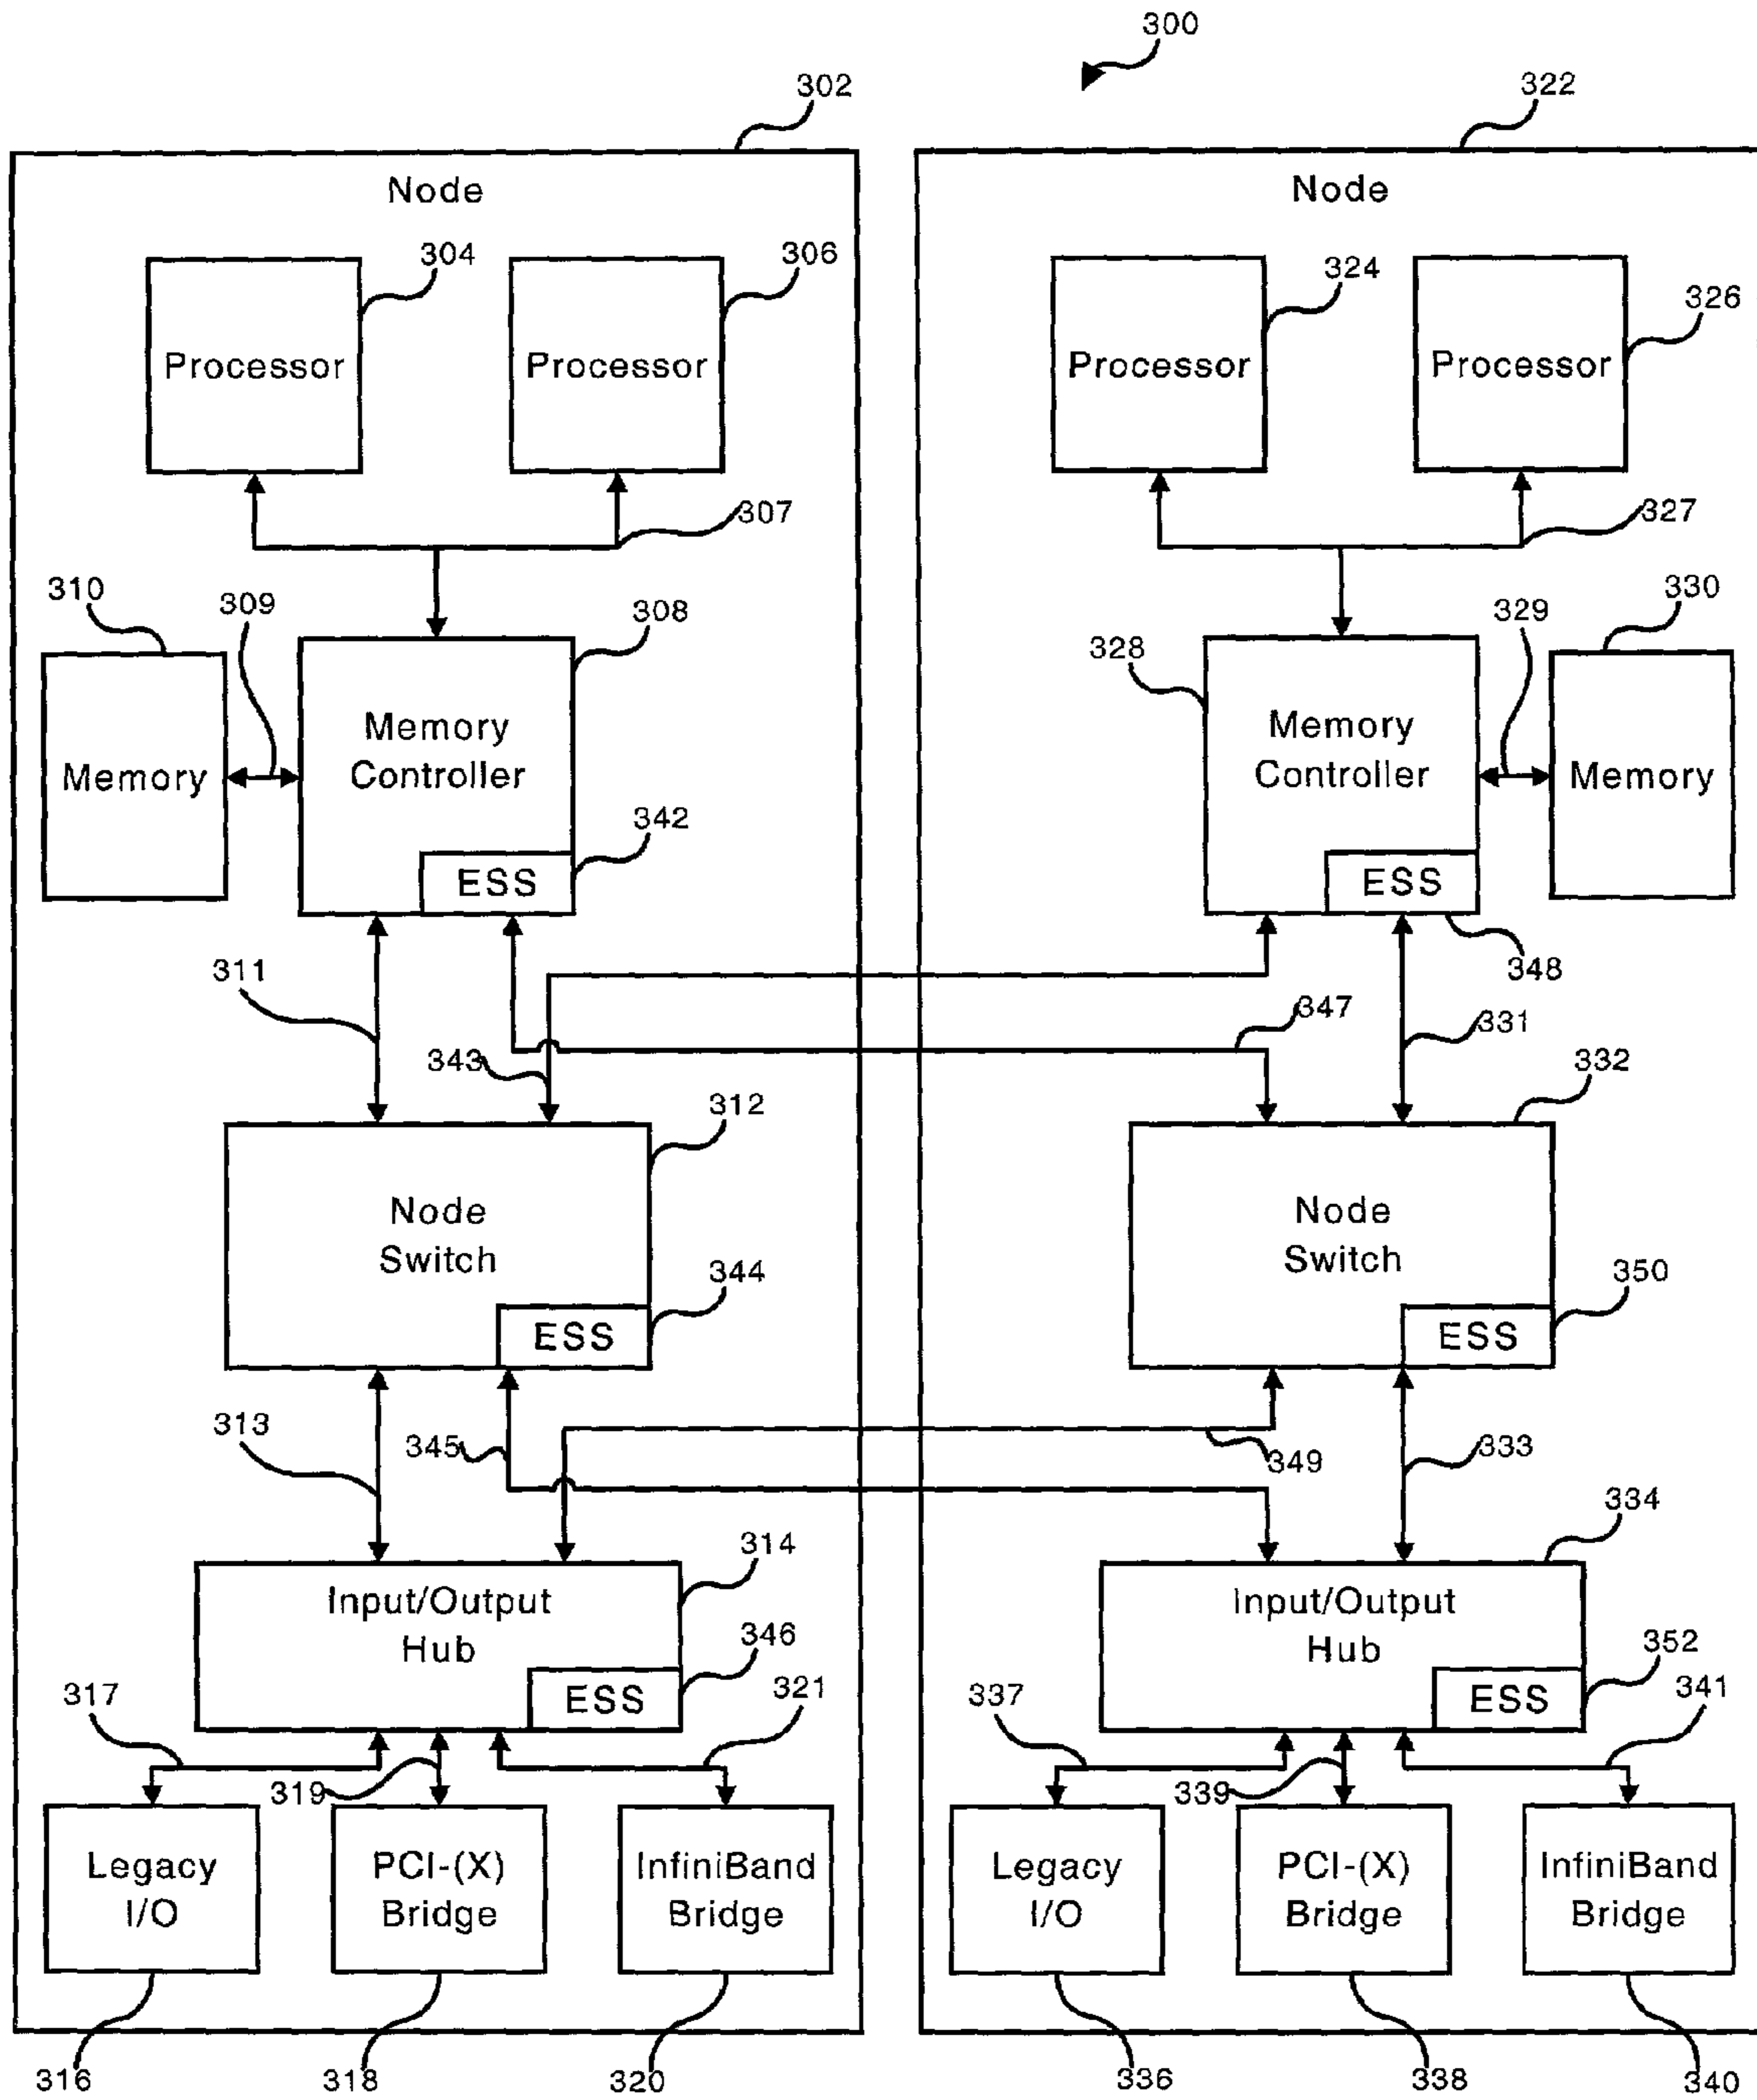 300
302
322
Node
Node
304
306
324
326
Processor
Processor
Processor
Processor
307
327
310
309
308
328
329
330
Memory
Memory
Controller
Memory
Controller
Memory
342
ESS
ESS
348
311
347
331
343
332
312
Node
Switch
Node
Switch
344
350
ESS
ESS
313
345
349
333
334
314
Input/Output
Hub
Input/Output
Hub
346
352
ESS
ESS
317
321
337
341
319
339
Legacy
I/O
PCI-(X)
Bridge
InfiniBand
Bridge
Legacy
I/O
PCI-(X)
Bridge
InfiniBand
Bridge
316
318
320
336
338
340